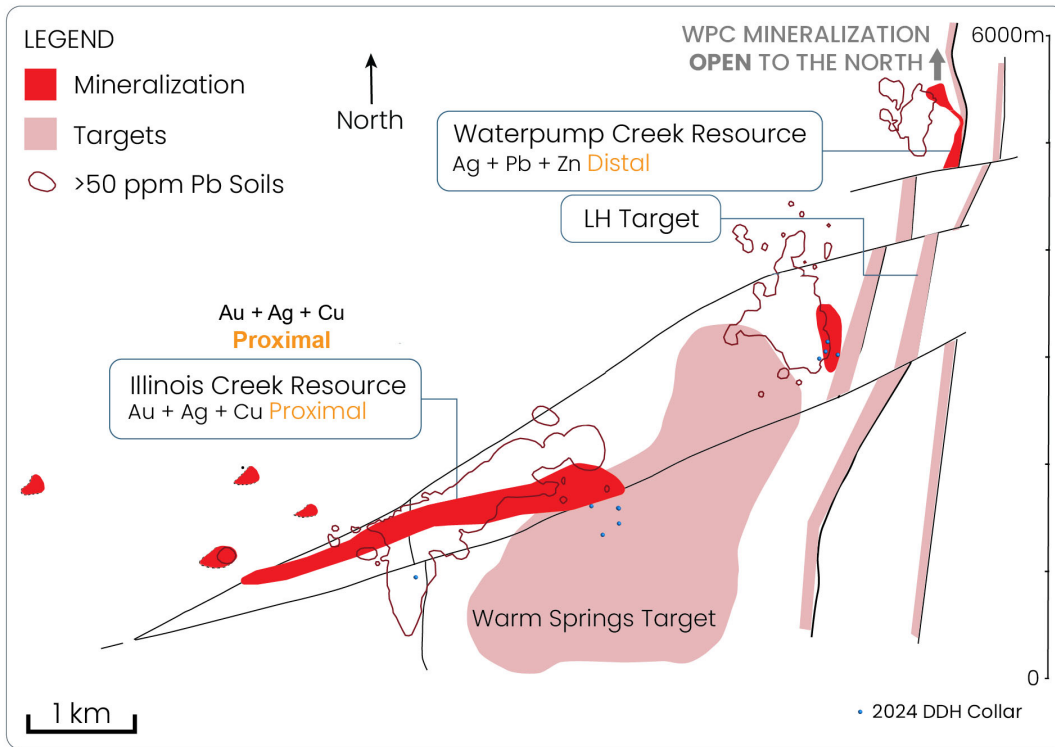 LEGEND
Mineralization
Targets
>50 ppm Pb Soils
North
WPC MINERALIZATION
OPEN TO THE NORTH
6000m
Waterpump Creek Resource
Ag + Pb + Zn Distal
LH Target
Au + Ag + Cu
Proximal
Illinois Creek Resource
Au + Ag + Cu Proximal
Warm Springs Target
0
1 km
2024 DDH Collar